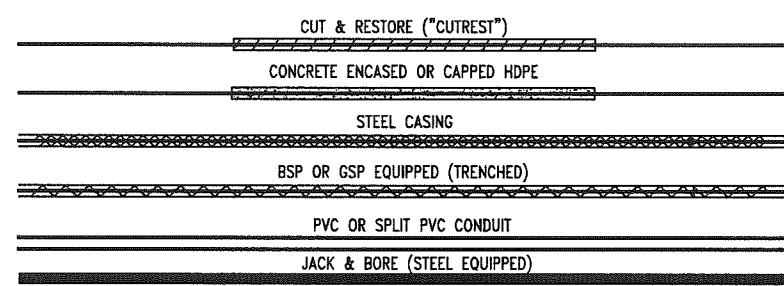 CUT & RESTORE ("CUTREST")
CONCRETE ENCASED OR CAPPED HDPE
STEEL CASING
BSP OR GSP EQUIPPED (TRENCHED)
PVC OR SPLIT PVC CONDUIT
JACK & BORE (STEEL EQUIPPED)